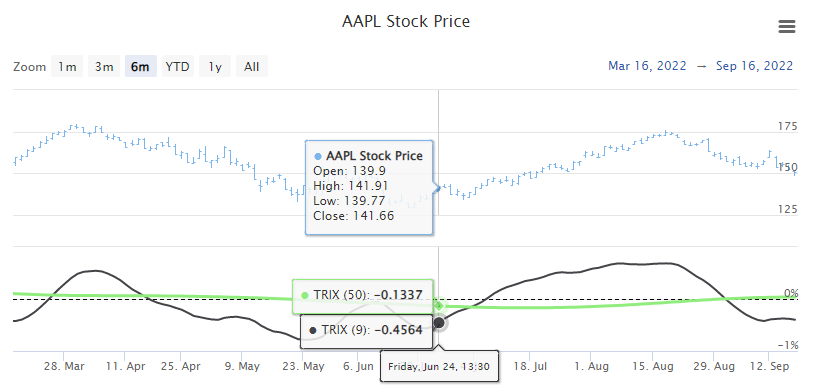 AAPL Stock Price
Zoom 1m 3m 6m YTD 1y All
Mar 16, 2022 → Sep 16, 2022
175
150
125
● AAPL Stock Price
Open: 139.9
High: 141.91
Low: 139.77
Close: 141.66
0%
-1%
● TRIX (50): -0.1337
● TRIX (9): -0.4564
28. Mar 11. Apr 25. Apr 9. May 23. May 6. Jun 18. Jul 1. Aug 15. Aug 29. Aug 12. Sep
Friday, Jun 24, 13:30